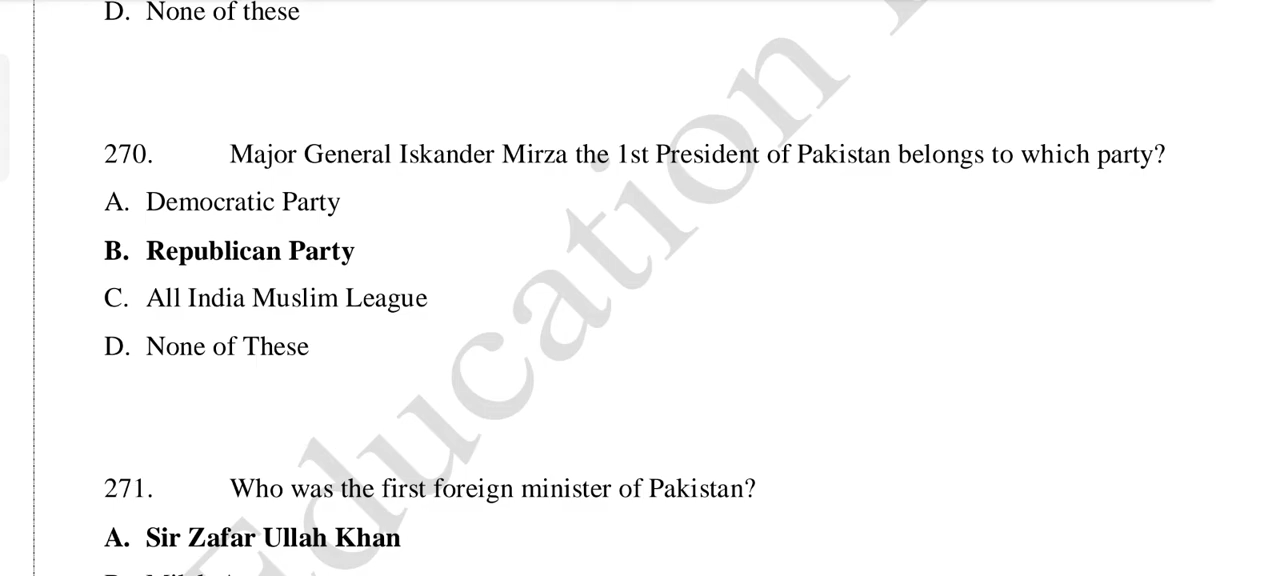 D. None of these
270. Major General Iskander Mirza the 1st President of Pakistan belongs to which party?
A. Democratic Party
B. Republican Party
C. All India Muslim League
D. None of These
271. Who was the first foreign minister of Pakistan?
A. Sir Zafar Ullah Khan
Education